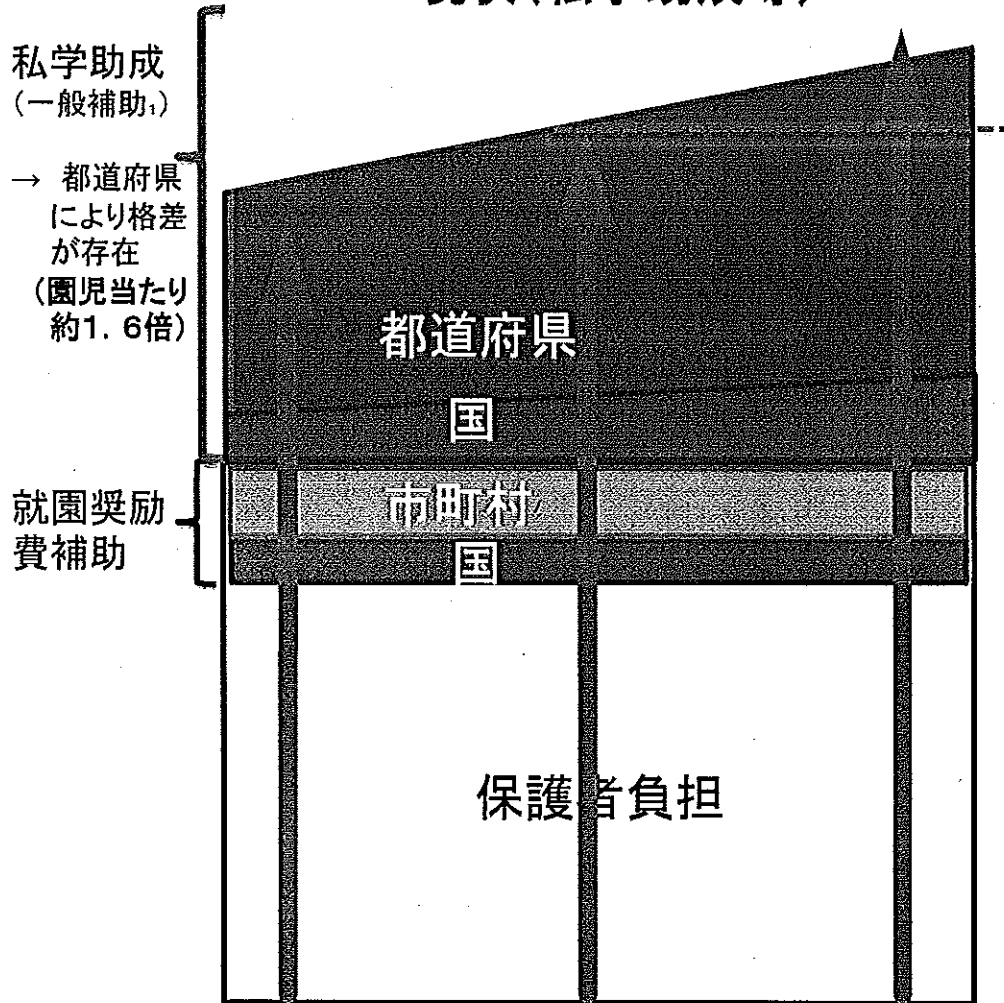 私学助成
(一般補助₁)
→ 都道府県
により格差
が存在
(園児当たり
約1.6倍)
都道府県
国
就園奨励
費補助
市町村
国
保護者負担